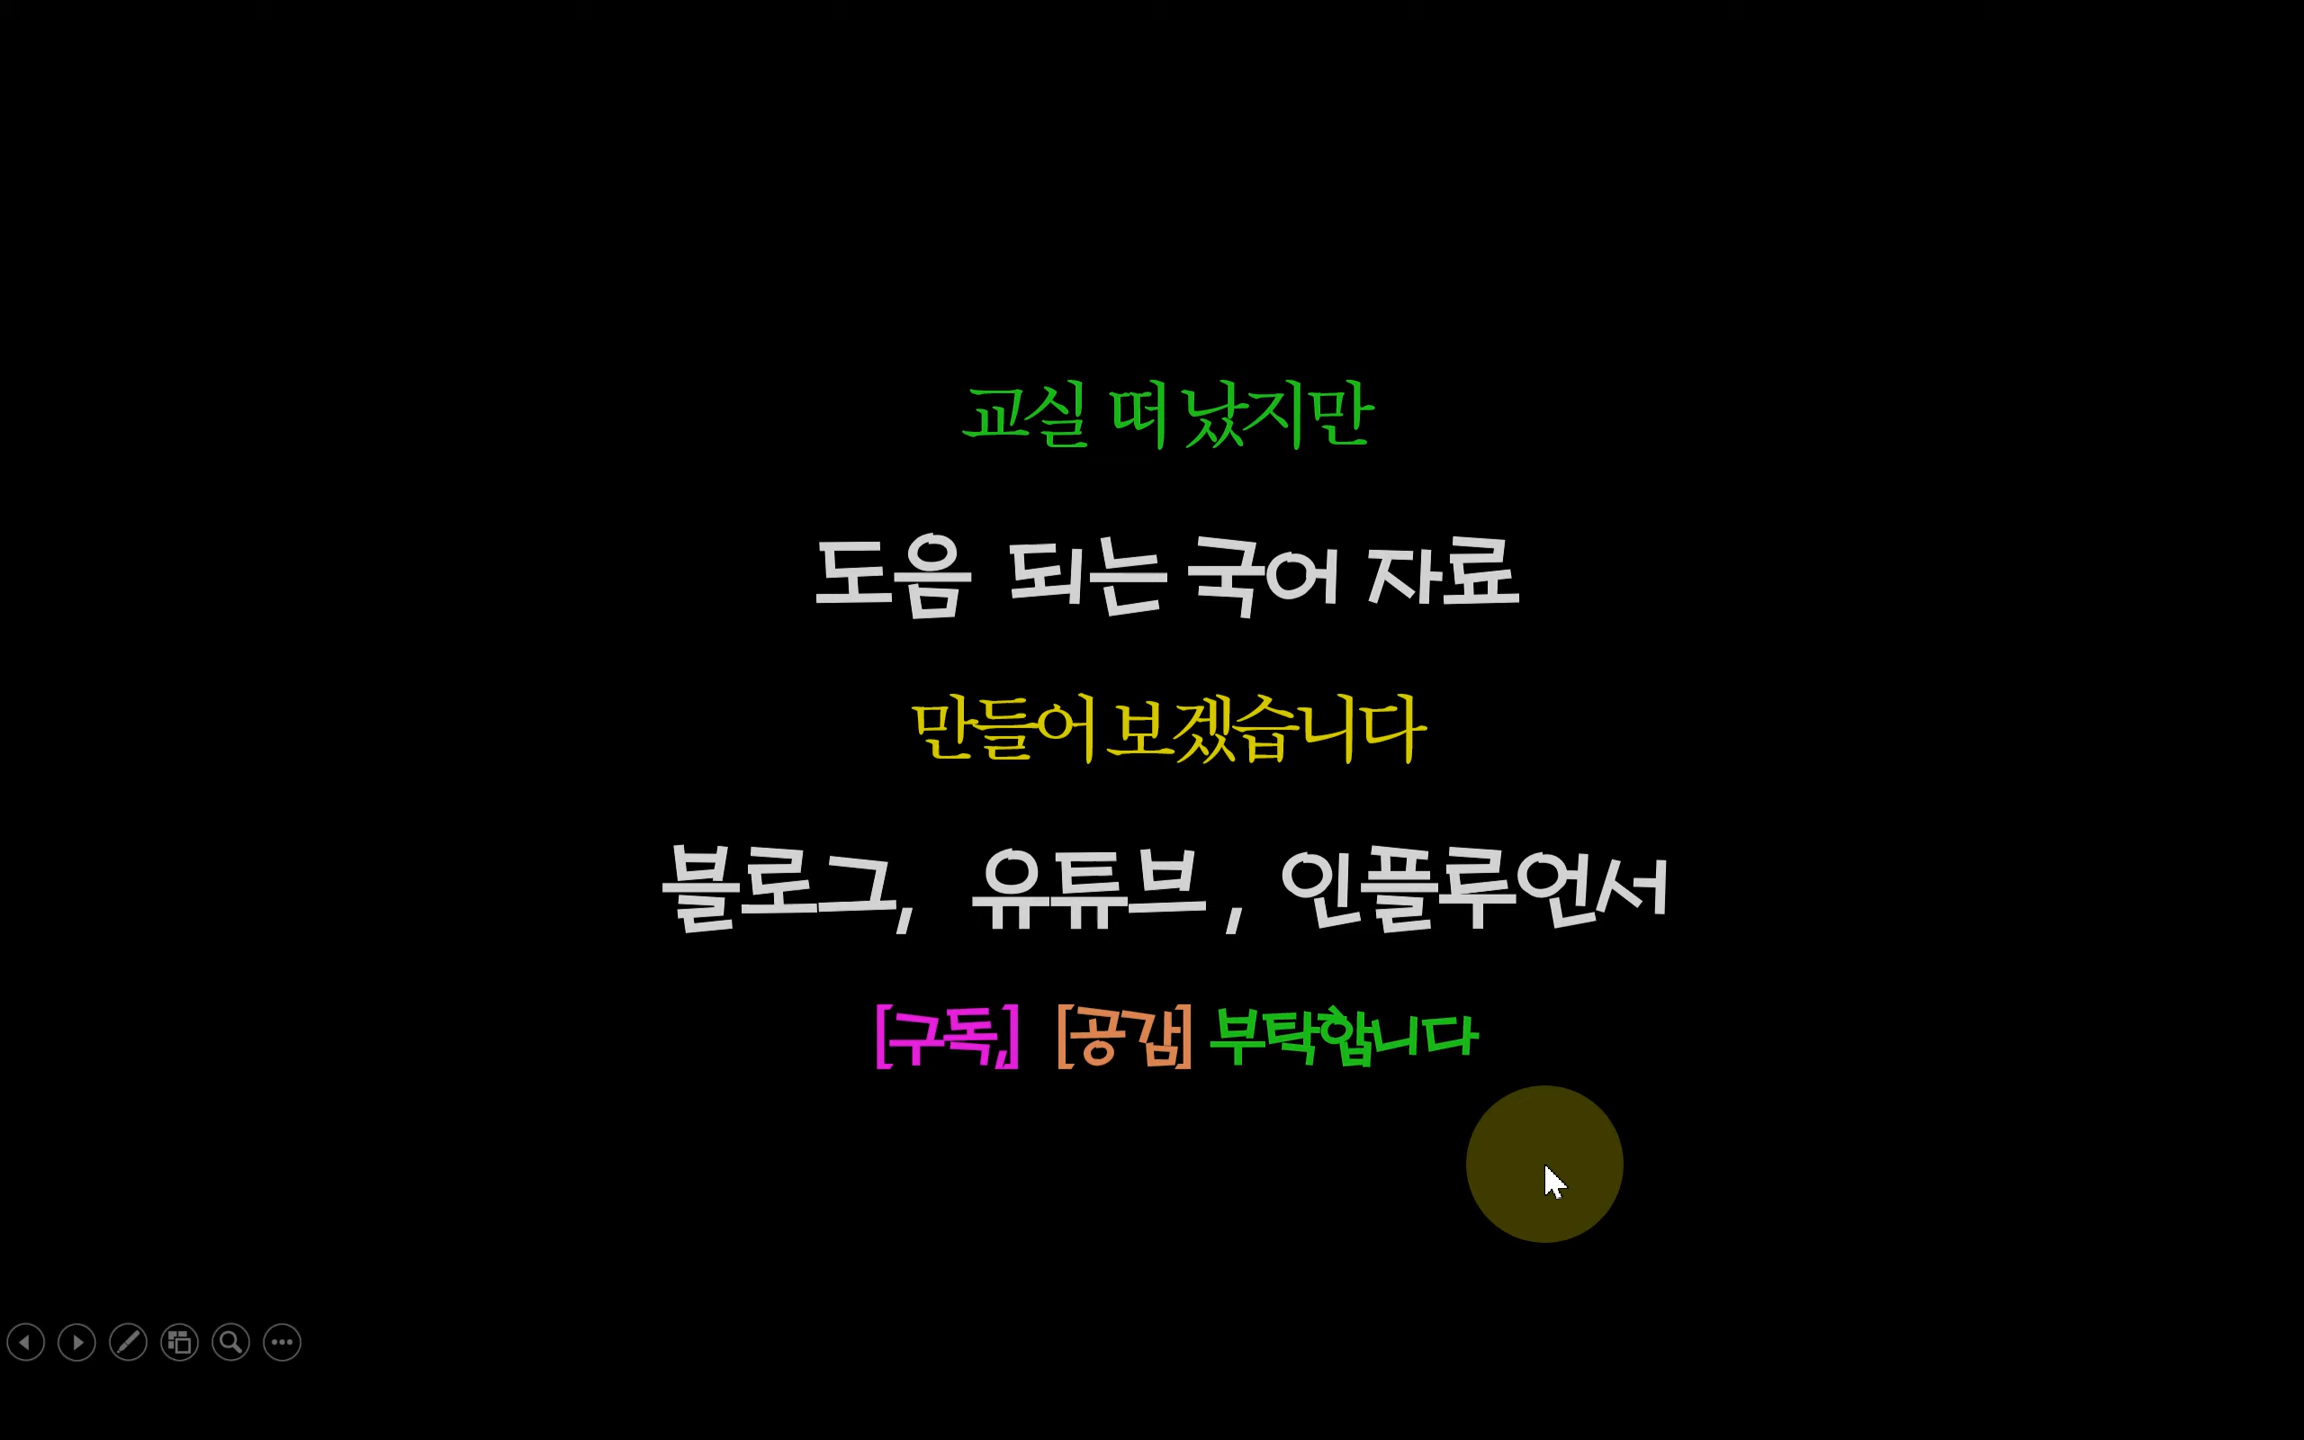 교실 떠났지만
도음 되는 국어 자료
만들어 보겠습니다
블로그, 유튜브, 인플루언서
[구독,] [공감] 부탁합니다